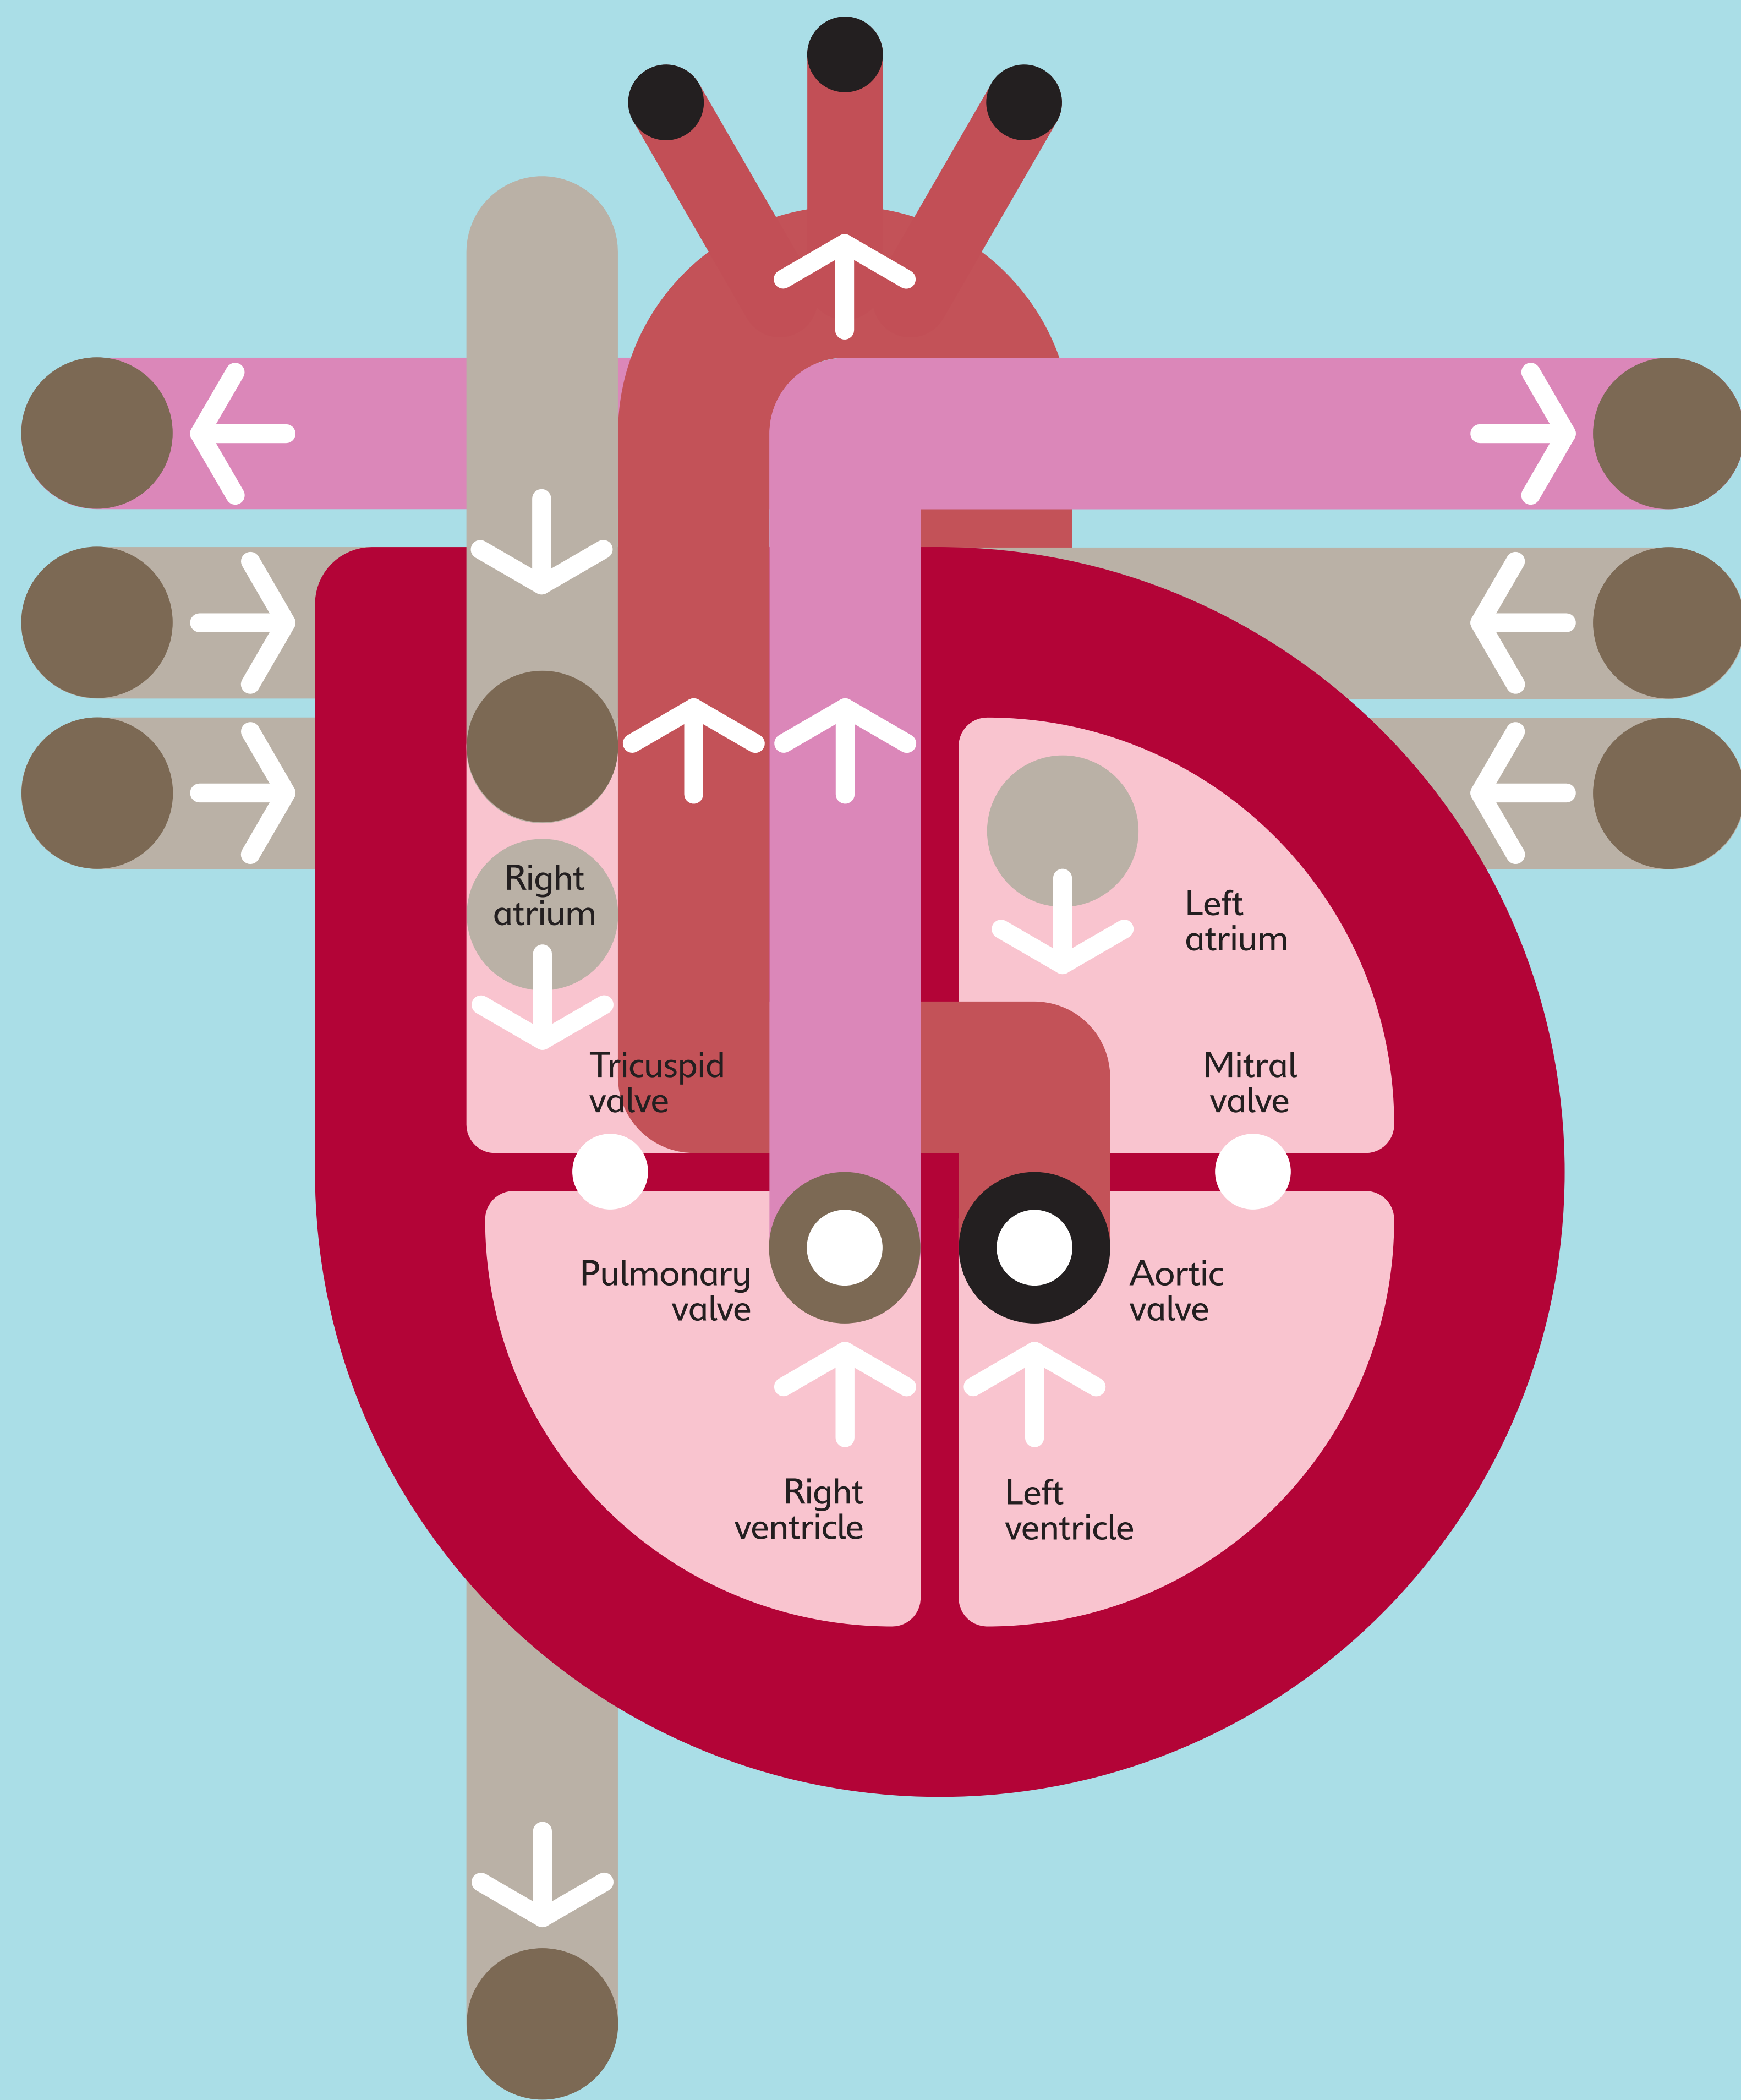 Right
atrium
Left
atrium
Tricuspid
valve
Mitral
valve
Pulmonary
valve
Aortic
valve
Right
ventricle
Left
ventricle